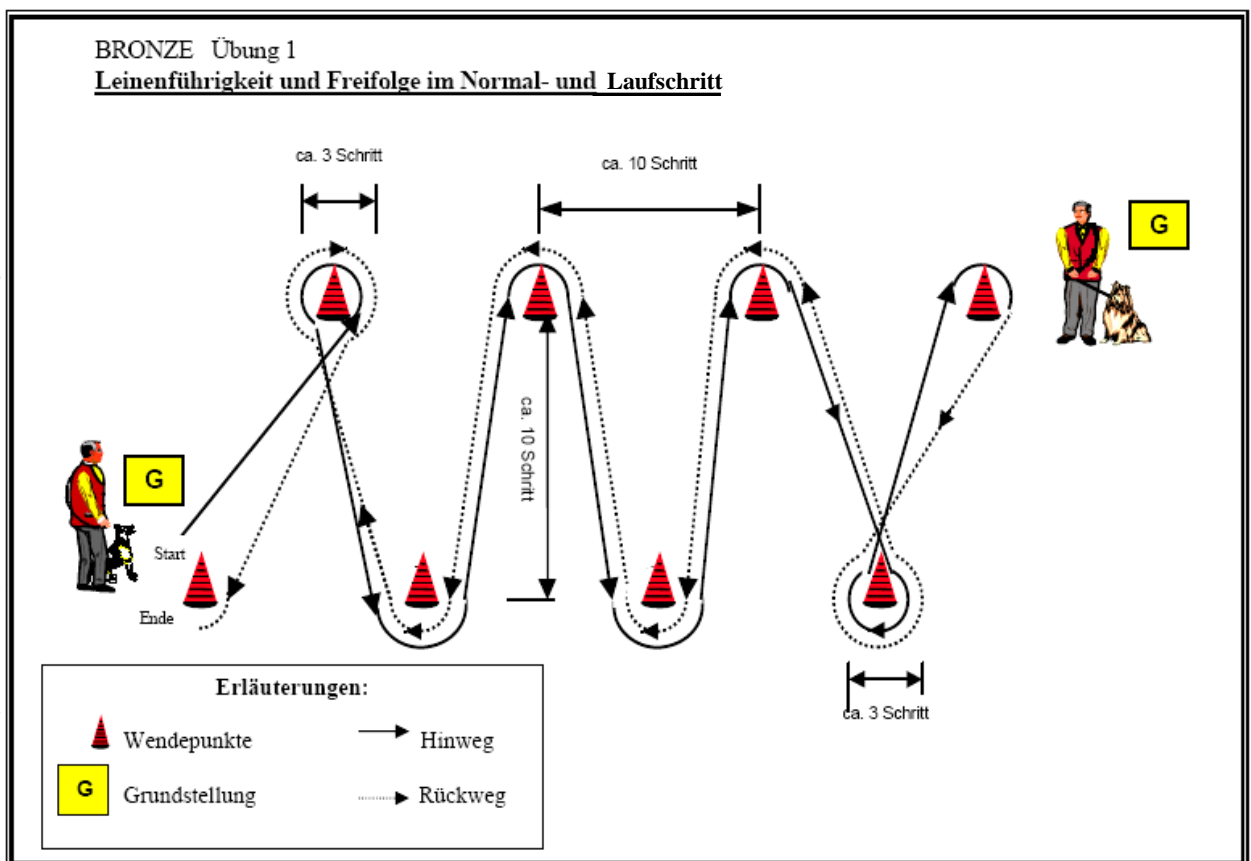 BRONZE Übung 1
Leinenführigkeit und Freifolge im Normal- und Laufschritt
ca. 3 Schritt
ca. 10 Schritt
G
ca. 10 Schritt
G
Start
Ende
ca. 3 Schritt
Erläuterungen:
Wendepunkte
Hinweg
G
Grundstellung
Rückweg